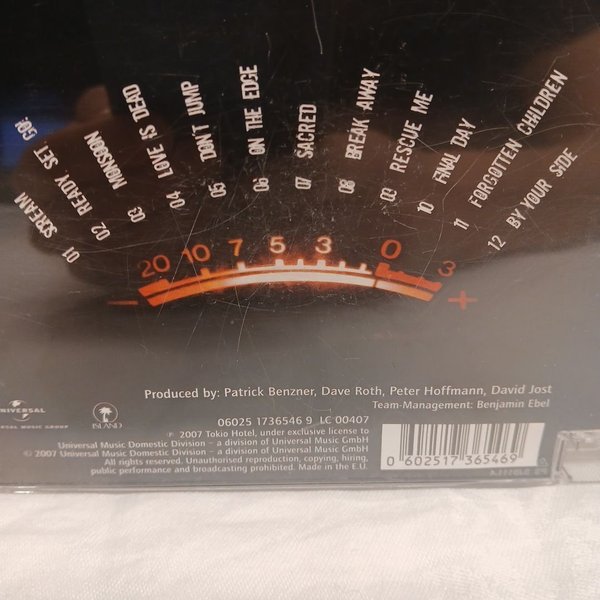 01 SCREAM
02 READY SET, GO!
03 MONSOON
04 LOVE IS DEAD
05 DON'T JUMP
06 ON THE EDGE
07 SACRED
08 BREAK AWAY
09 RESCUE ME
10 FINAL DAY
11 FORGOTTEN CHILDREN
12 BY YOUR SIDE
20 10 7 5 3 0 3
- +
Produced by: Patrick Benzner, Dave Roth, Peter Hoffmann, David Jost
Team-Management: Benjamin Ebel
UNIVERSAL
UNIVERSAL MUSIC GROUP
ISLAND
06025 1736546 9 LC 00407
℗ 2007 Tokio Hotel, under exclusive license to
Universal Music Domestic Division - a division of Universal Music GmbH
© 2007 Universal Music Domestic Division - a division of Universal Music GmbH
All rights reserved. Unauthorised reproduction, copying, hiring,
public performance and broadcasting prohibited. Made in the E.U.
0 602517 365469